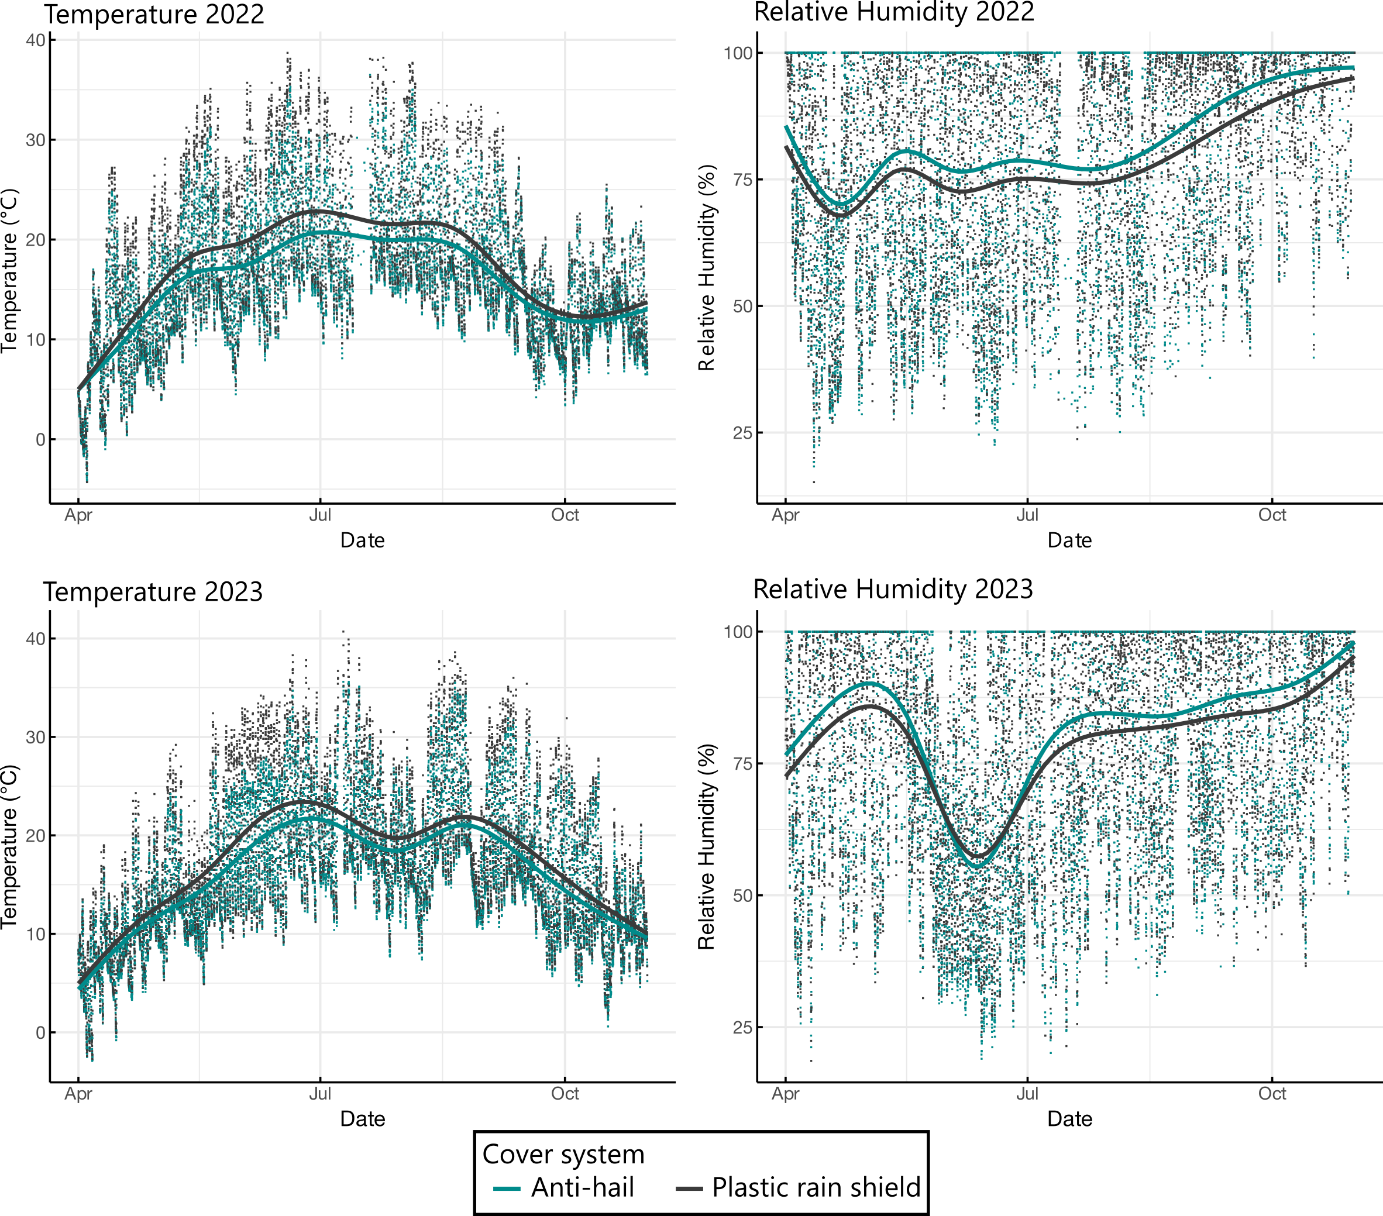 Temperature 2022
40
30
20
10
0
Temperature (°C)
Apr
Jul
Oct
Date
Relative Humidity 2022
100
75
50
25
Relative Humidity (%)
Apr
Jul
Oct
Date
Temperature 2023
40
30
20
10
0
Temperature (°C)
Apr
Jul
Oct
Date
Relative Humidity 2023
100
75
50
25
Relative Humidity (%)
Apr
Jul
Oct
Date
Cover system
Anti-hail
Plastic rain shield